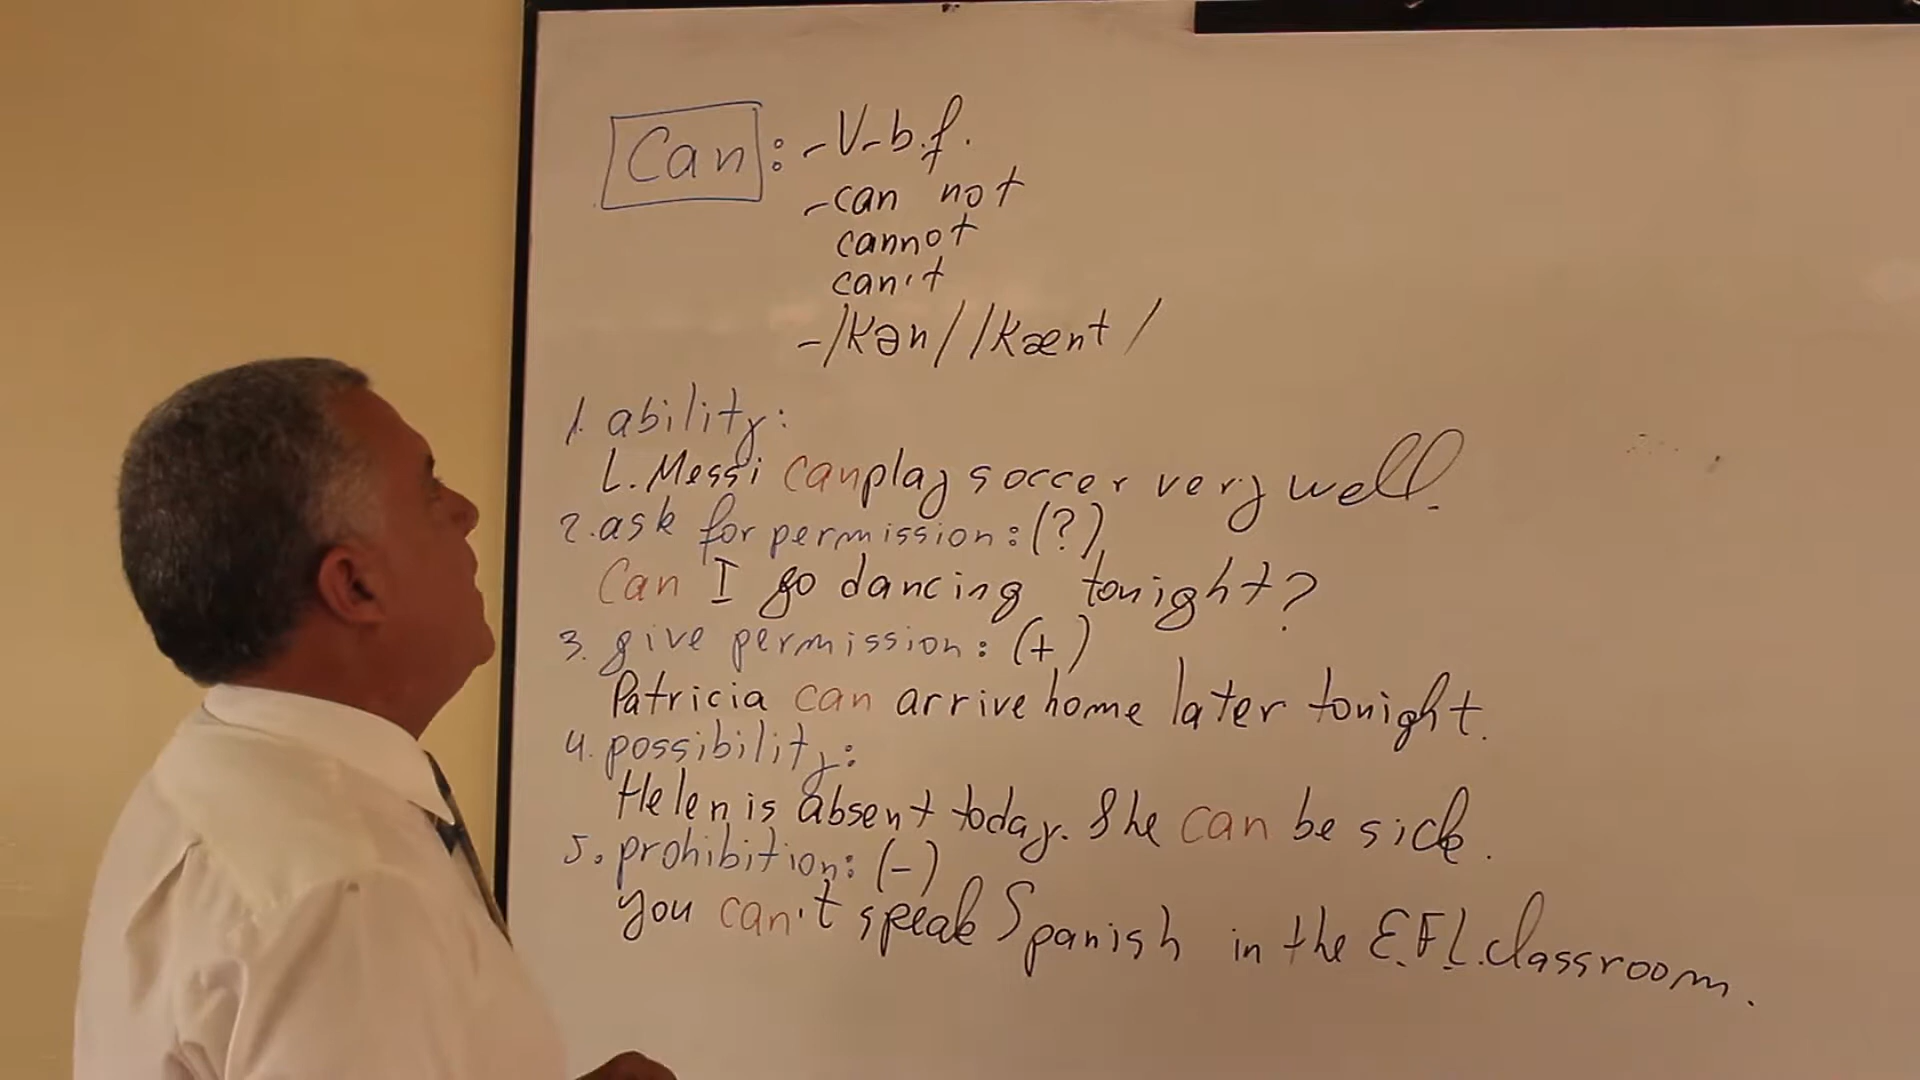 Can : - V-b.f.
- can not
cannot
can't
- /kən/ /kænt/
1. ability:
L. Messi can play soccer very well.
2. ask for permission: (?)
Can I go dancing tonight?
3. give permission: (+)
Patricia can arrive home later tonight.
4. possibility:
Helen is absent today. She can be sick.
5. prohibition: (-)
you can't speak Spanish in the E.F.L. classroom.